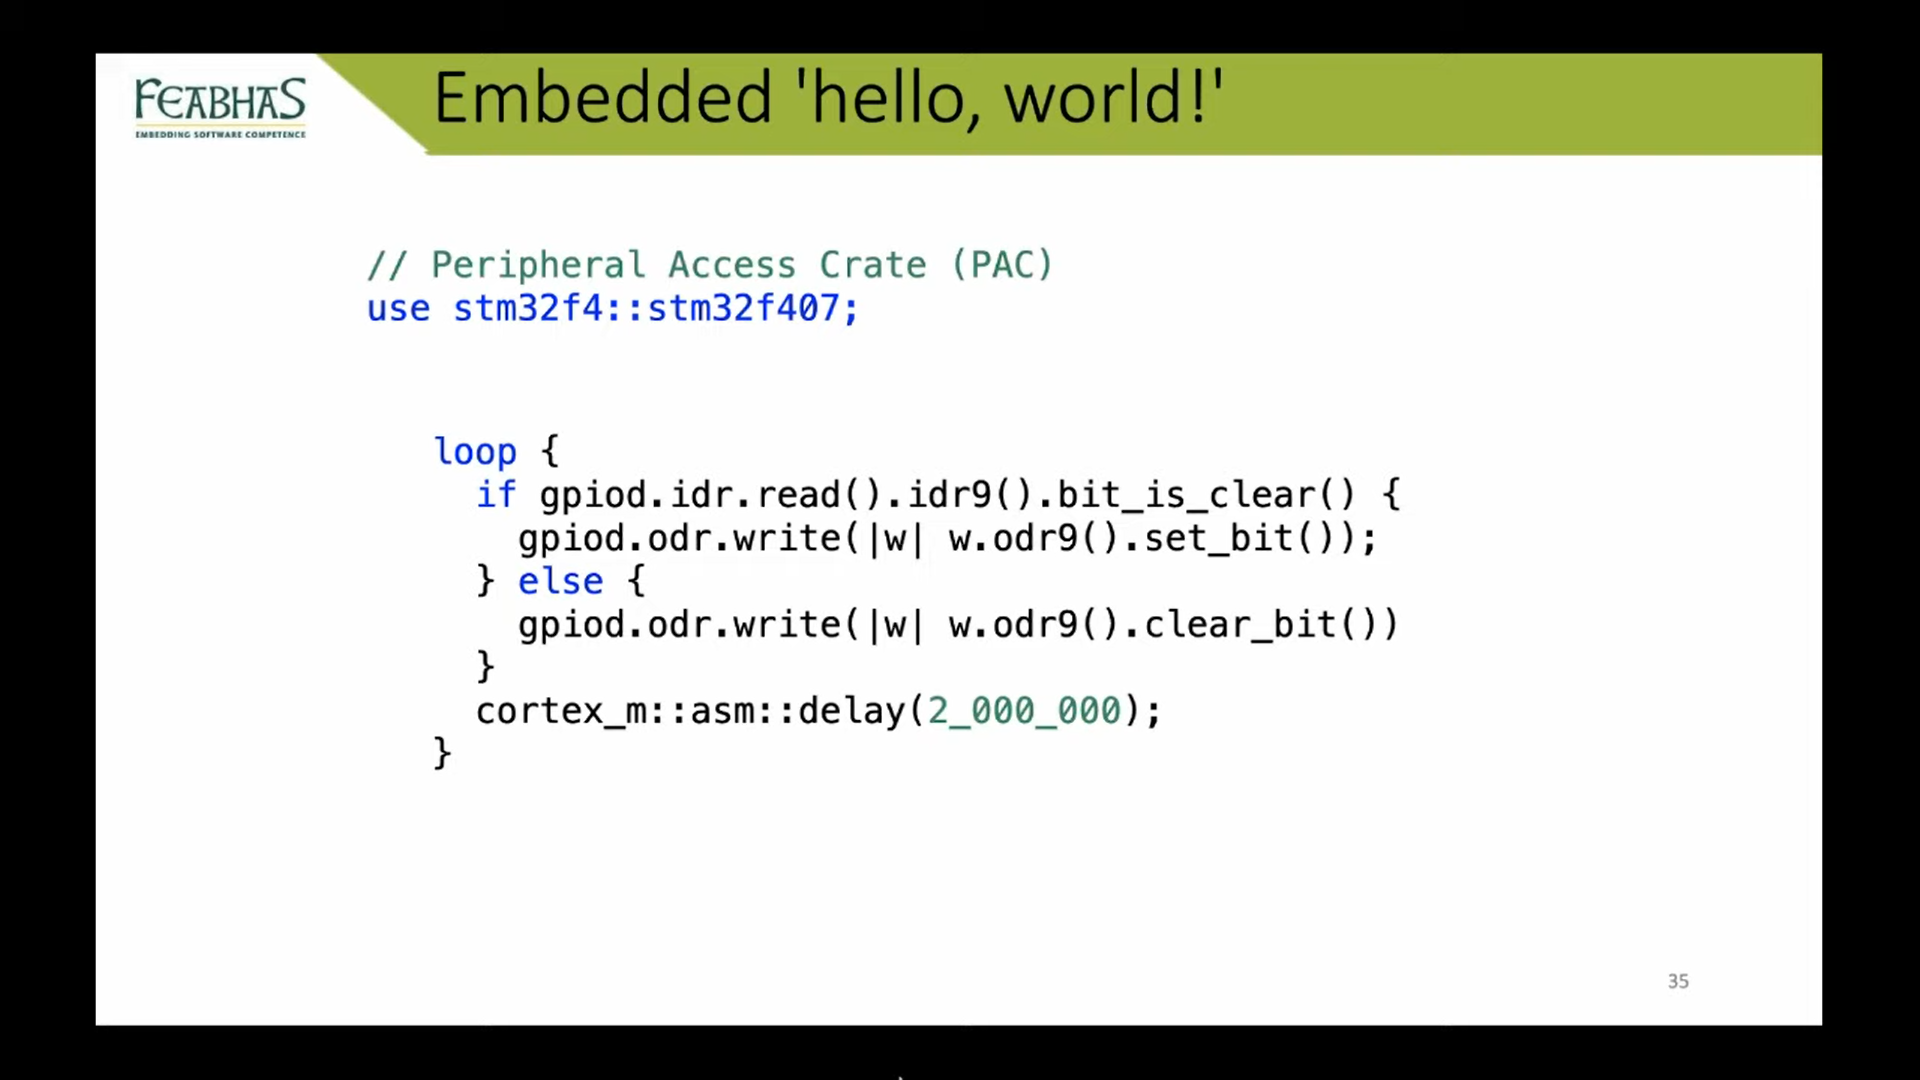 FEABHAS
EMBEDDING SOFTWARE COMPETENCE
Embedded 'hello, world!'
// Peripheral Access Crate (PAC)
use stm32f4::stm32f407;
loop {
if gpiod.idr.read().idr9().bit_is_clear() {
gpiod.odr.write(|w| w.odr9().set_bit());
} else {
gpiod.odr.write(|w| w.odr9().clear_bit())
}
cortex_m::asm::delay(2_000_000);
}
35